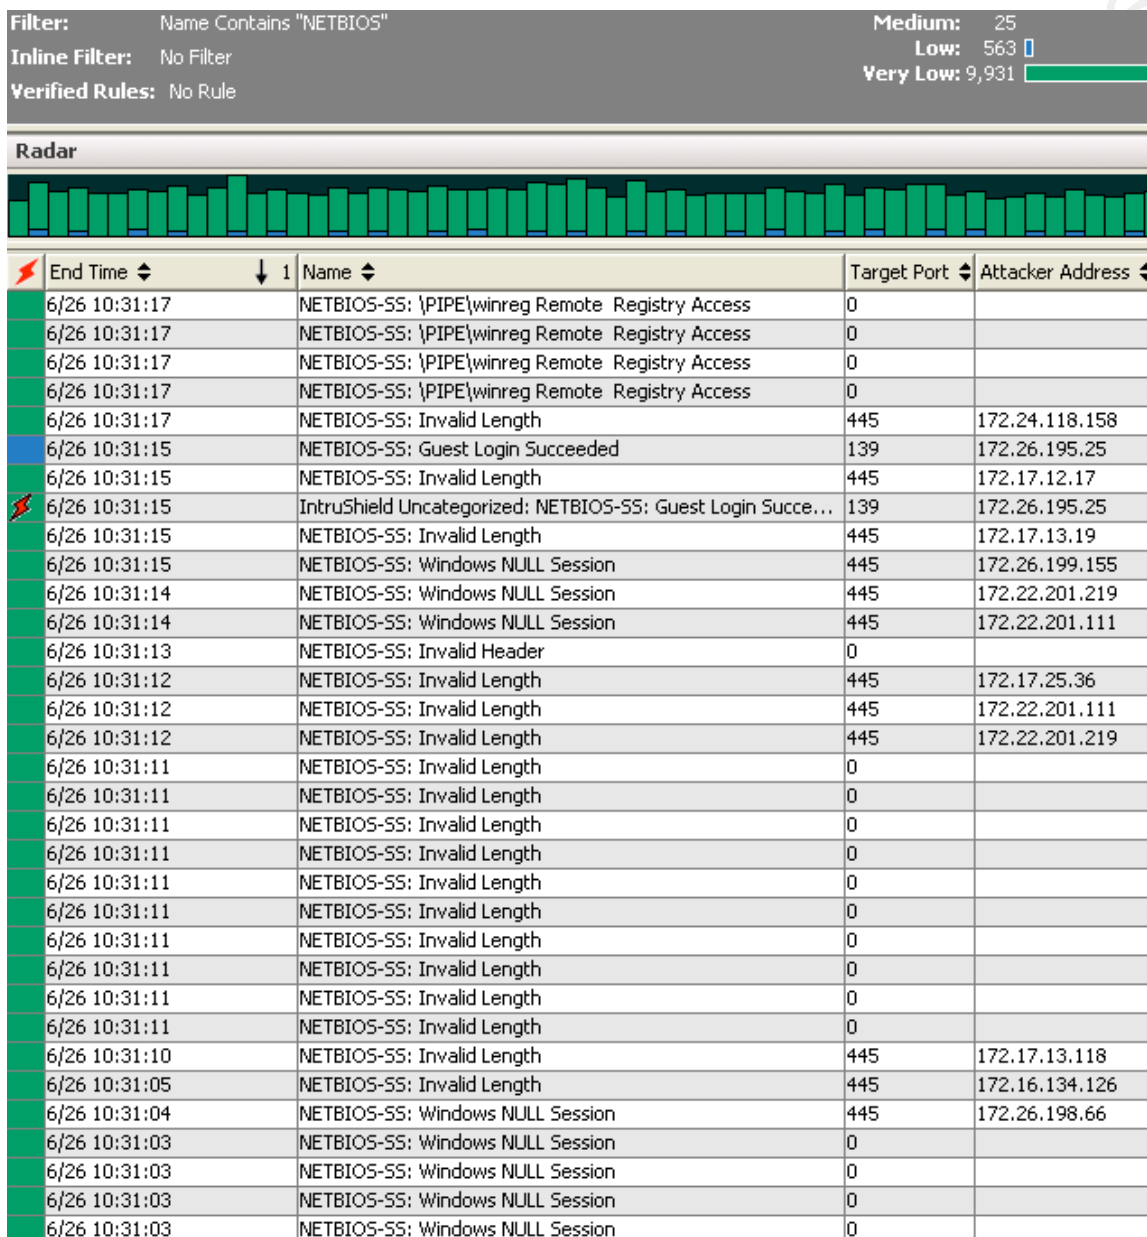 Filter: Name Contains "NETBIOS" Medium: 25
Inline Filter: No Filter Low: 563
Verified Rules: No Rule Very Low: 9,931
Radar
End Time 1 Name Target Port Attacker Address
6/26 10:31:17 NETBIOS-SS: \PIPE\winreg Remote Registry Access 0
6/26 10:31:17 NETBIOS-SS: \PIPE\winreg Remote Registry Access 0
6/26 10:31:17 NETBIOS-SS: \PIPE\winreg Remote Registry Access 0
6/26 10:31:17 NETBIOS-SS: \PIPE\winreg Remote Registry Access 0
6/26 10:31:17 NETBIOS-SS: Invalid Length 445 172.24.118.158
6/26 10:31:15 NETBIOS-SS: Guest Login Succeeded 139 172.26.195.25
6/26 10:31:15 NETBIOS-SS: Invalid Length 445 172.17.12.17
6/26 10:31:15 IntruShield Uncategorized: NETBIOS-SS: Guest Login Succe... 139 172.26.195.25
6/26 10:31:15 NETBIOS-SS: Invalid Length 445 172.17.13.19
6/26 10:31:15 NETBIOS-SS: Windows NULL Session 445 172.26.199.155
6/26 10:31:14 NETBIOS-SS: Windows NULL Session 445 172.22.201.219
6/26 10:31:14 NETBIOS-SS: Windows NULL Session 445 172.22.201.111
6/26 10:31:13 NETBIOS-SS: Invalid Header 0
6/26 10:31:12 NETBIOS-SS: Invalid Length 445 172.17.25.36
6/26 10:31:12 NETBIOS-SS: Invalid Length 445 172.22.201.111
6/26 10:31:12 NETBIOS-SS: Invalid Length 445 172.22.201.219
6/26 10:31:11 NETBIOS-SS: Invalid Length 0
6/26 10:31:11 NETBIOS-SS: Invalid Length 0
6/26 10:31:11 NETBIOS-SS: Invalid Length 0
6/26 10:31:11 NETBIOS-SS: Invalid Length 0
6/26 10:31:11 NETBIOS-SS: Invalid Length 0
6/26 10:31:11 NETBIOS-SS: Invalid Length 0
6/26 10:31:11 NETBIOS-SS: Invalid Length 0
6/26 10:31:11 NETBIOS-SS: Invalid Length 0
6/26 10:31:11 NETBIOS-SS: Invalid Length 0
6/26 10:31:11 NETBIOS-SS: Invalid Length 0
6/26 10:31:10 NETBIOS-SS: Invalid Length 445 172.17.13.118
6/26 10:31:05 NETBIOS-SS: Invalid Length 445 172.16.134.126
6/26 10:31:04 NETBIOS-SS: Windows NULL Session 445 172.26.198.66
6/26 10:31:03 NETBIOS-SS: Windows NULL Session 0
6/26 10:31:03 NETBIOS-SS: Windows NULL Session 0
6/26 10:31:03 NETBIOS-SS: Windows NULL Session 0
6/26 10:31:03 NETBIOS-SS: Windows NULL Session 0